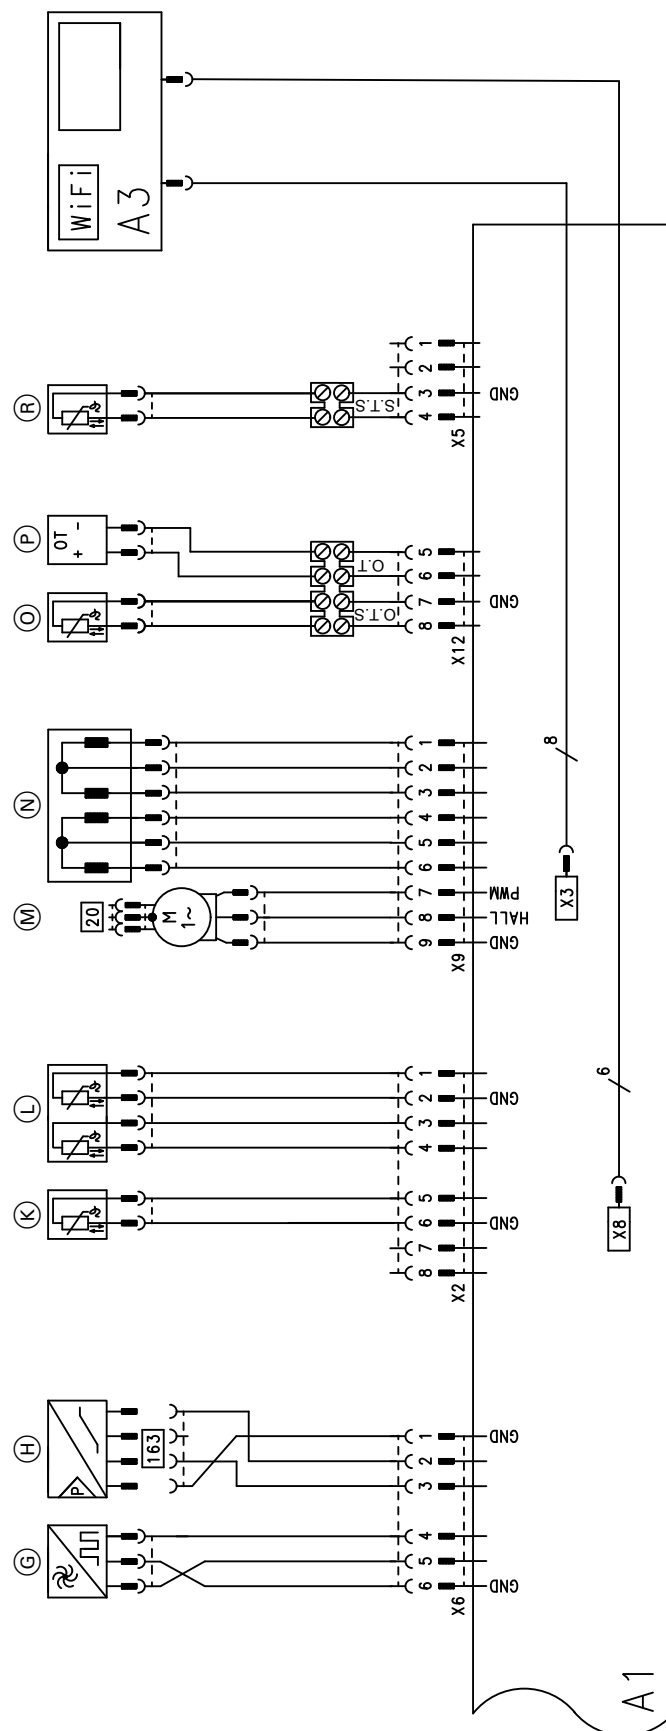 WiFi
A3
R
1
2
3
4
S.T.S
GND
X5
P
OT
+ -
O
5
6
7
8
O.T
O.T.S
GND
X12
N
1
2
3
4
5
6
8
M
20
M
1~
7
8
9
PWM
HALL
GND
X9
X3
L
1
2
3
4
GND
6
K
5
6
7
8
GND
X2
X8
H
P
163
1
2
3
GND
G
4
5
6
GND
X6
A1